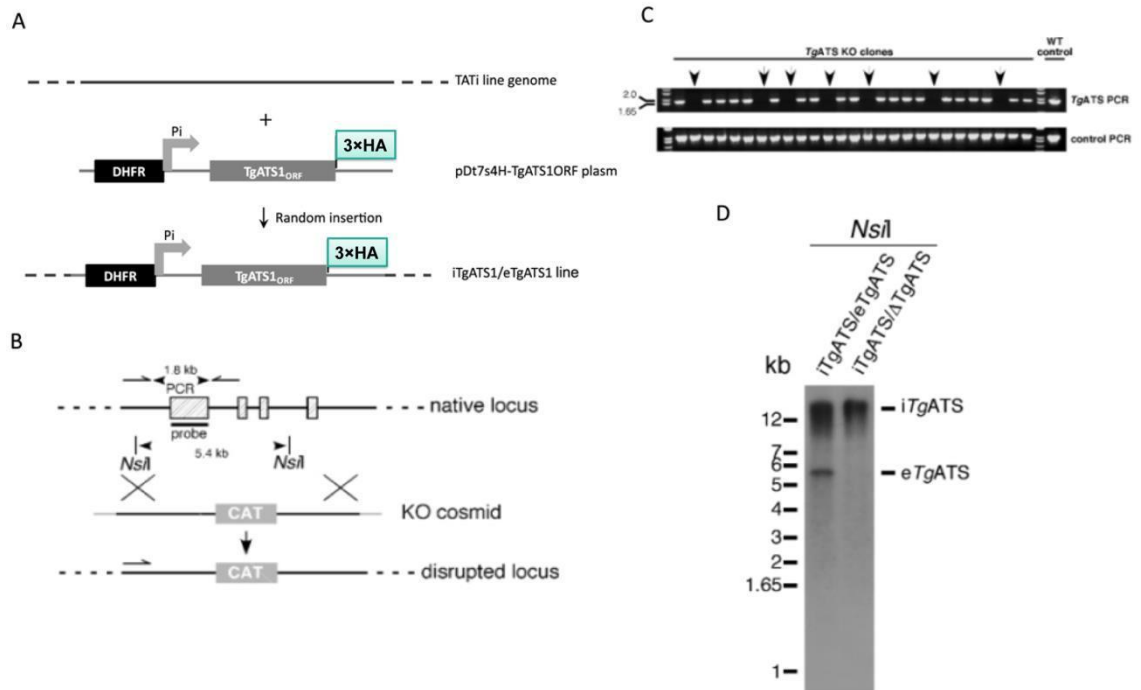 A
TATi line genome
+
Pi
3×HA
DHFR
TgATS1ORF
pDt7s4H-TgATS1ORF plasm
Random insertion
Pi
3×HA
DHFR
TgATS1ORF
iTgATS1/eTgATS1 line
B
1.8 kb
PCR
native locus
probe
5.4 kb
NsiI
NsiI
CAT
KO cosmid
CAT
disrupted locus
C
TgATS KO clones
WT control
2.0
1.65
TgATS PCR
control PCR
D
NsiI
iTgATS/eTgATS
iTgATS/ΔTgATS
kb
12
7
6
5
4
3
2
1.65
1
iTgATS
eTgATS